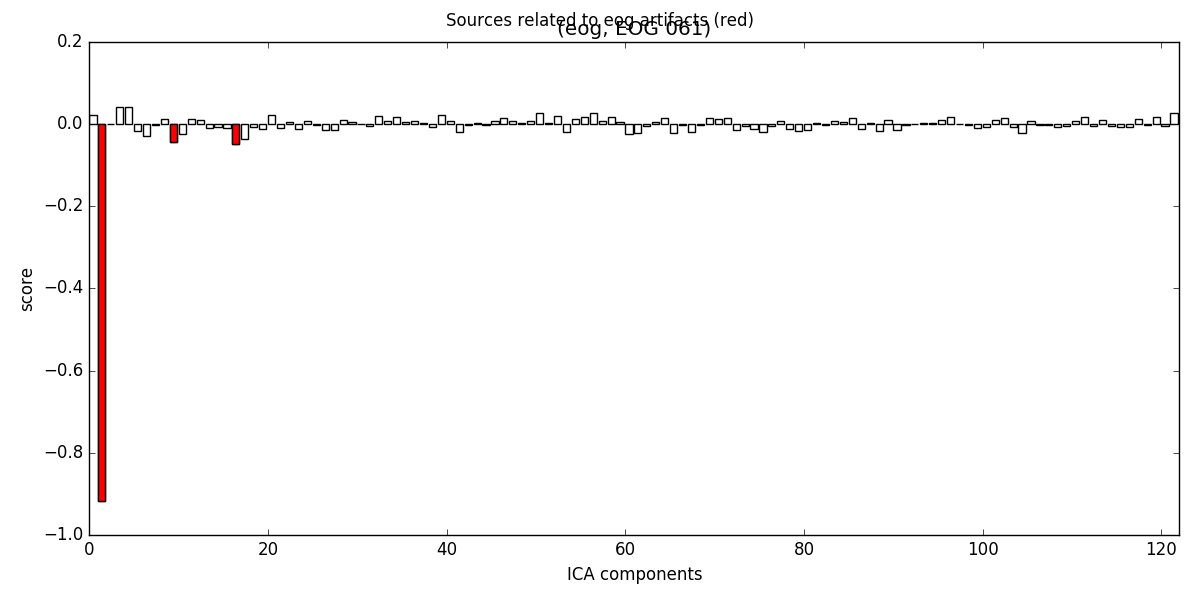 Sources related to eog artifacts (red)
(eog, EOG 061)
0.2
0.0
−0.2
−0.4
−0.6
−0.8
−1.0
score
0 20 40 60 80 100 120
ICA components